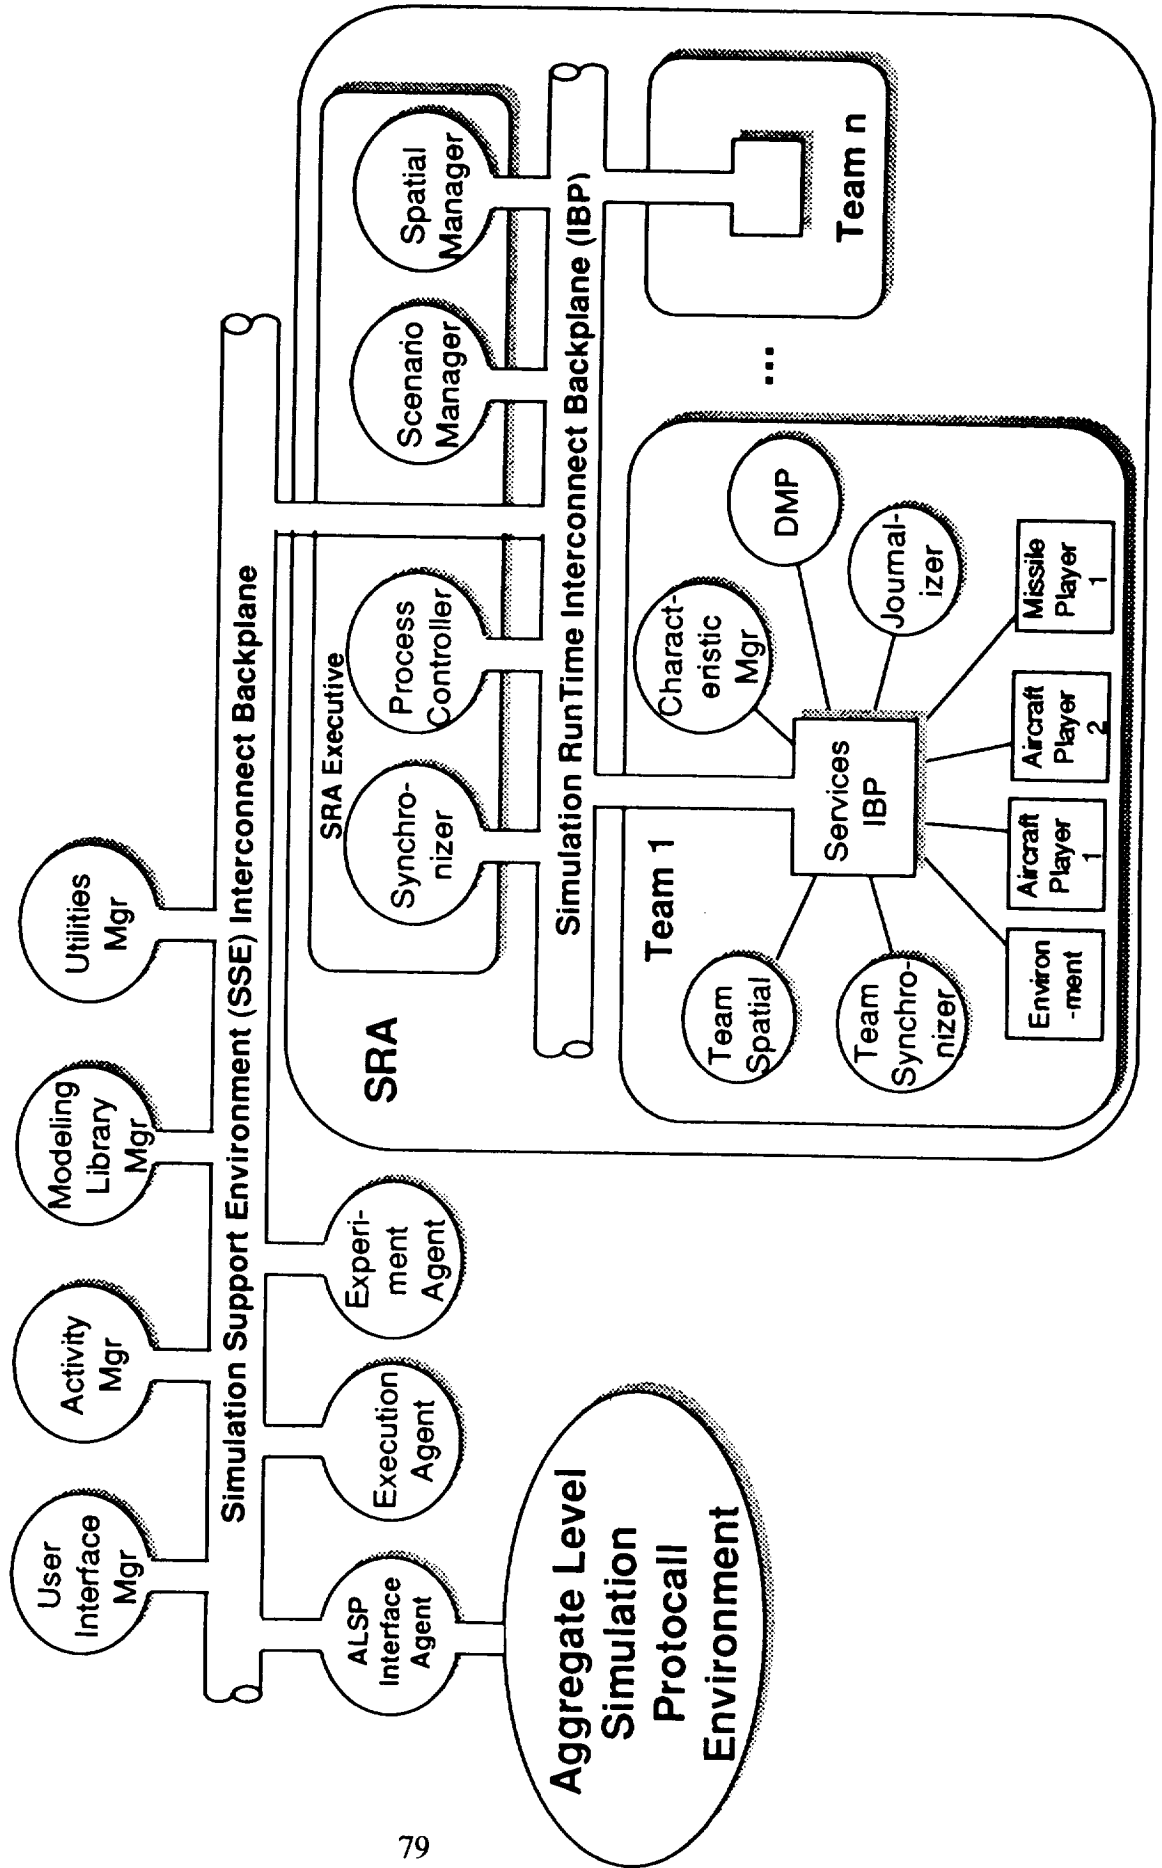 User
Interface
Mgr
Activity
Mgr
Modeling
Library
Mgr
Utilities
Mgr
Simulation Support Environment (SSE) Interconnect Backplane
ALSP
Interface
Agent
Execution
Agent
Experi-
ment
Agent
Aggregate Level
Simulation
Protocall
Environment
SRA
SRA Executive
Synchro-
nizer
Process
Controller
Scenario
Manager
Spatial
Manager
Simulation RunTime Interconnect Backplane (IBP)
Team 1
Team
Spatial
Team
Synchro-
nizer
Services
IBP
Charact-
eristic
Mgr
DMP
Journal-
izer
Environ
-ment
Aircraft
Player
1
Aircraft
Player
2
Missile
Player
1
...
Team n
79